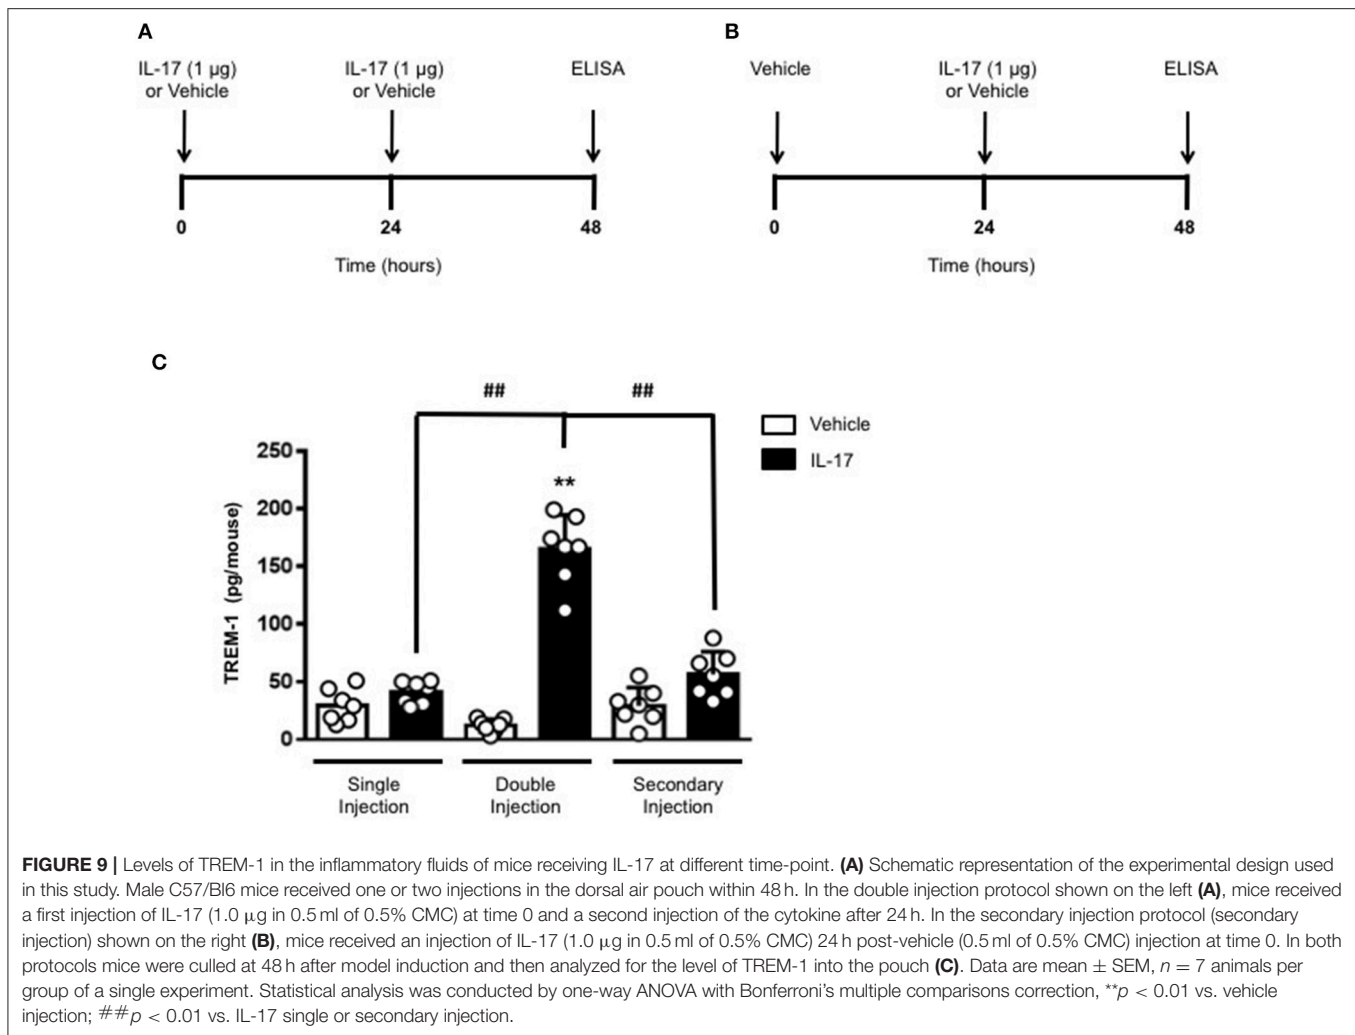 A
IL-17 (1 µg)
or Vehicle
IL-17 (1 µg)
or Vehicle
ELISA
0
24
48
Time (hours)
B
Vehicle
IL-17 (1 µg)
or Vehicle
ELISA
0
24
48
Time (hours)
C
##
##
Vehicle
IL-17
TREM-1 (pg/mouse)
250
200
150
100
50
0
**
Single
Injection
Double
Injection
Secondary
Injection
FIGURE 9 | Levels of TREM-1 in the inflammatory fluids of mice receiving IL-17 at different time-point. (A) Schematic representation of the experimental design used
in this study. Male C57/Bl6 mice received one or two injections in the dorsal air pouch within 48 h. In the double injection protocol shown on the left (A), mice received
a first injection of IL-17 (1.0 µg in 0.5 ml of 0.5% CMC) at time 0 and a second injection of the cytokine after 24 h. In the secondary injection protocol (secondary
injection) shown on the right (B), mice received an injection of IL-17 (1.0 µg in 0.5 ml of 0.5% CMC) 24 h post-vehicle (0.5 ml of 0.5% CMC) injection at time 0. In both
protocols mice were culled at 48 h after model induction and then analyzed for the level of TREM-1 into the pouch (C). Data are mean ± SEM, n = 7 animals per
group of a single experiment. Statistical analysis was conducted by one-way ANOVA with Bonferroni's multiple comparisons correction, **p < 0.01 vs. vehicle
injection; ##p < 0.01 vs. IL-17 single or secondary injection.